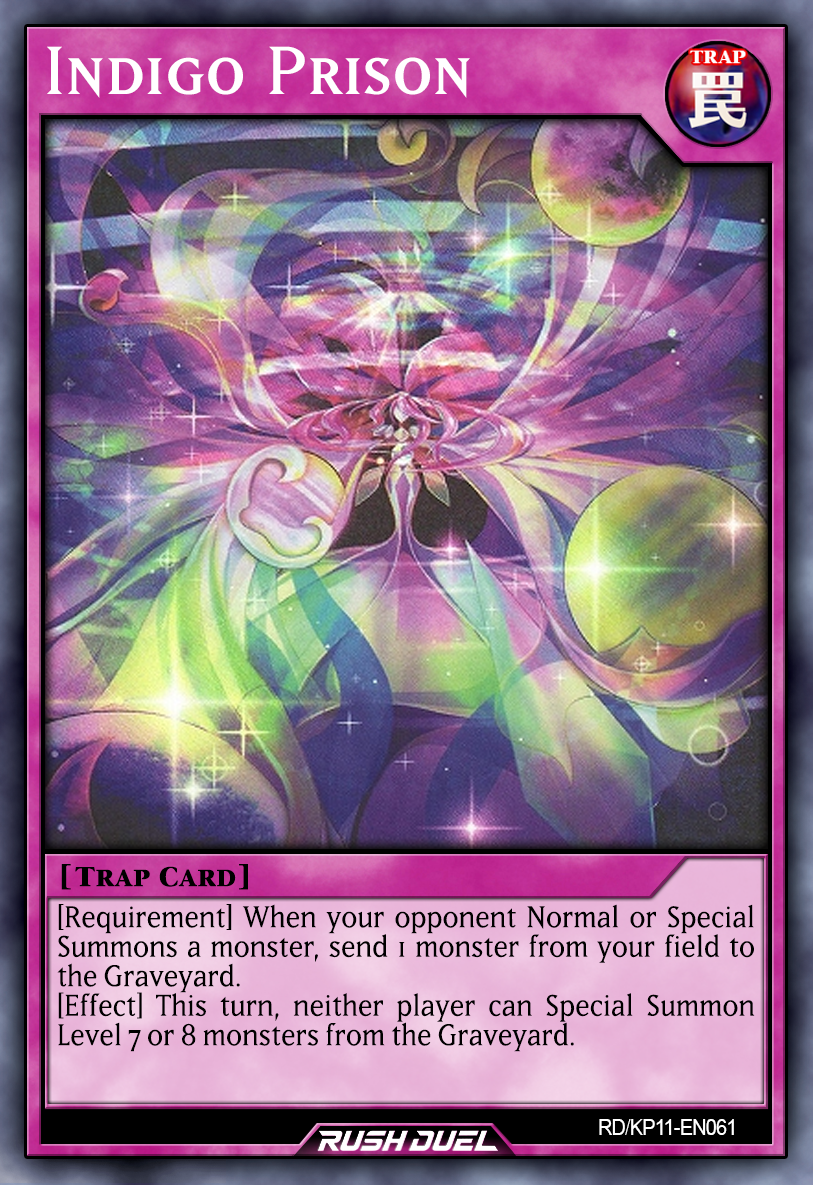 Indigo Prison
TRAP
罠
[Trap Card]
[Requirement] When your opponent Normal or Special
Summons a monster, send 1 monster from your field to
the Graveyard.
[Effect] This turn, neither player can Special Summon
Level 7 or 8 monsters from the Graveyard.
RD/KP11-EN061
RUSH DUEL